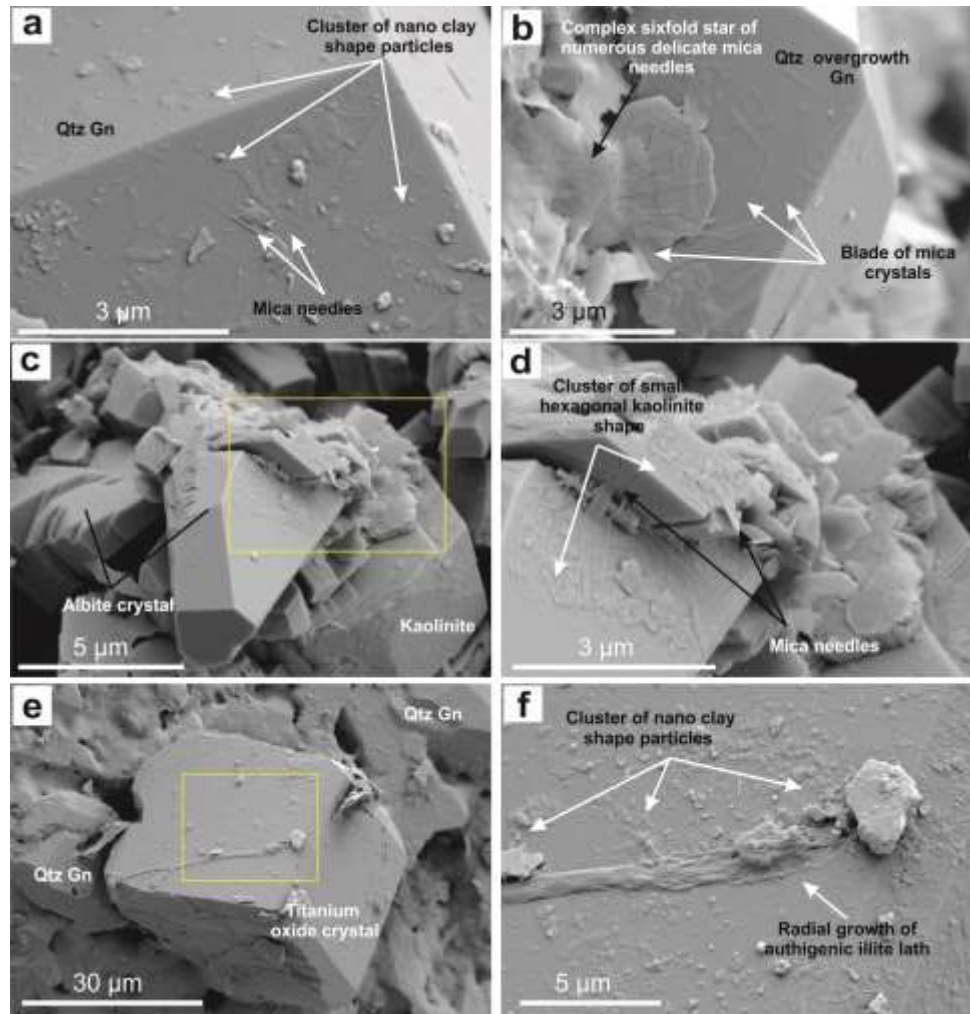 a
Cluster of nano clay
shape particles
Qtz Gn
Mica needles
3 µm
b
Complex sixfold star of
numerous delicate mica
needles
Qtz overgrowth
Gn
Blade of mica
crystals
3 µm
c
Albite crystal
Kaolinite
5 µm
d
Cluster of small
hexagonal kaolinite
shape
Mica needles
3 µm
e
Qtz Gn
Qtz Gn
Titanium
oxide crystal
30 µm
f
Cluster of nano clay
shape particles
Radial growth of
authigenic illite lath
5 µm